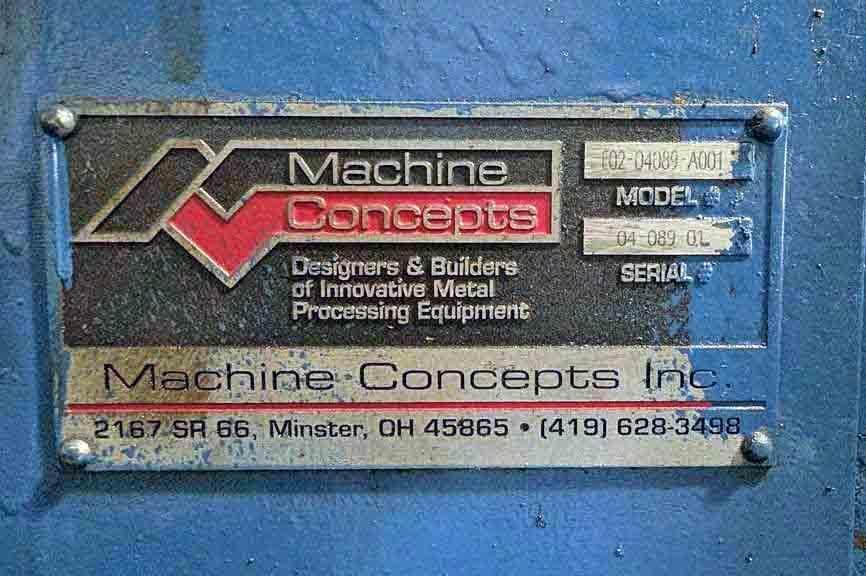 Machine
Concepts
Designers & Builders
of Innovative Metal
Processing Equipment
E02-04089-A001
MODEL #
04 089 01
SERIAL #
Machine Concepts Inc.
2167 SR 66, Minster, OH 45865 • (419) 628-3498